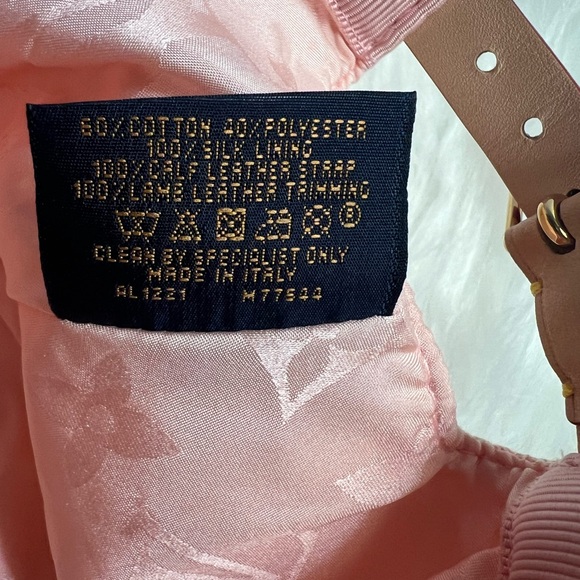 60% COTTON 40% POLYESTER
100% SILK LINING
100% CALF LEATHER STRAP
100% LAMB LEATHER TRIMMING
CLEAN BY SPECIALIST ONLY
MADE IN ITALY
AL1221 M77544